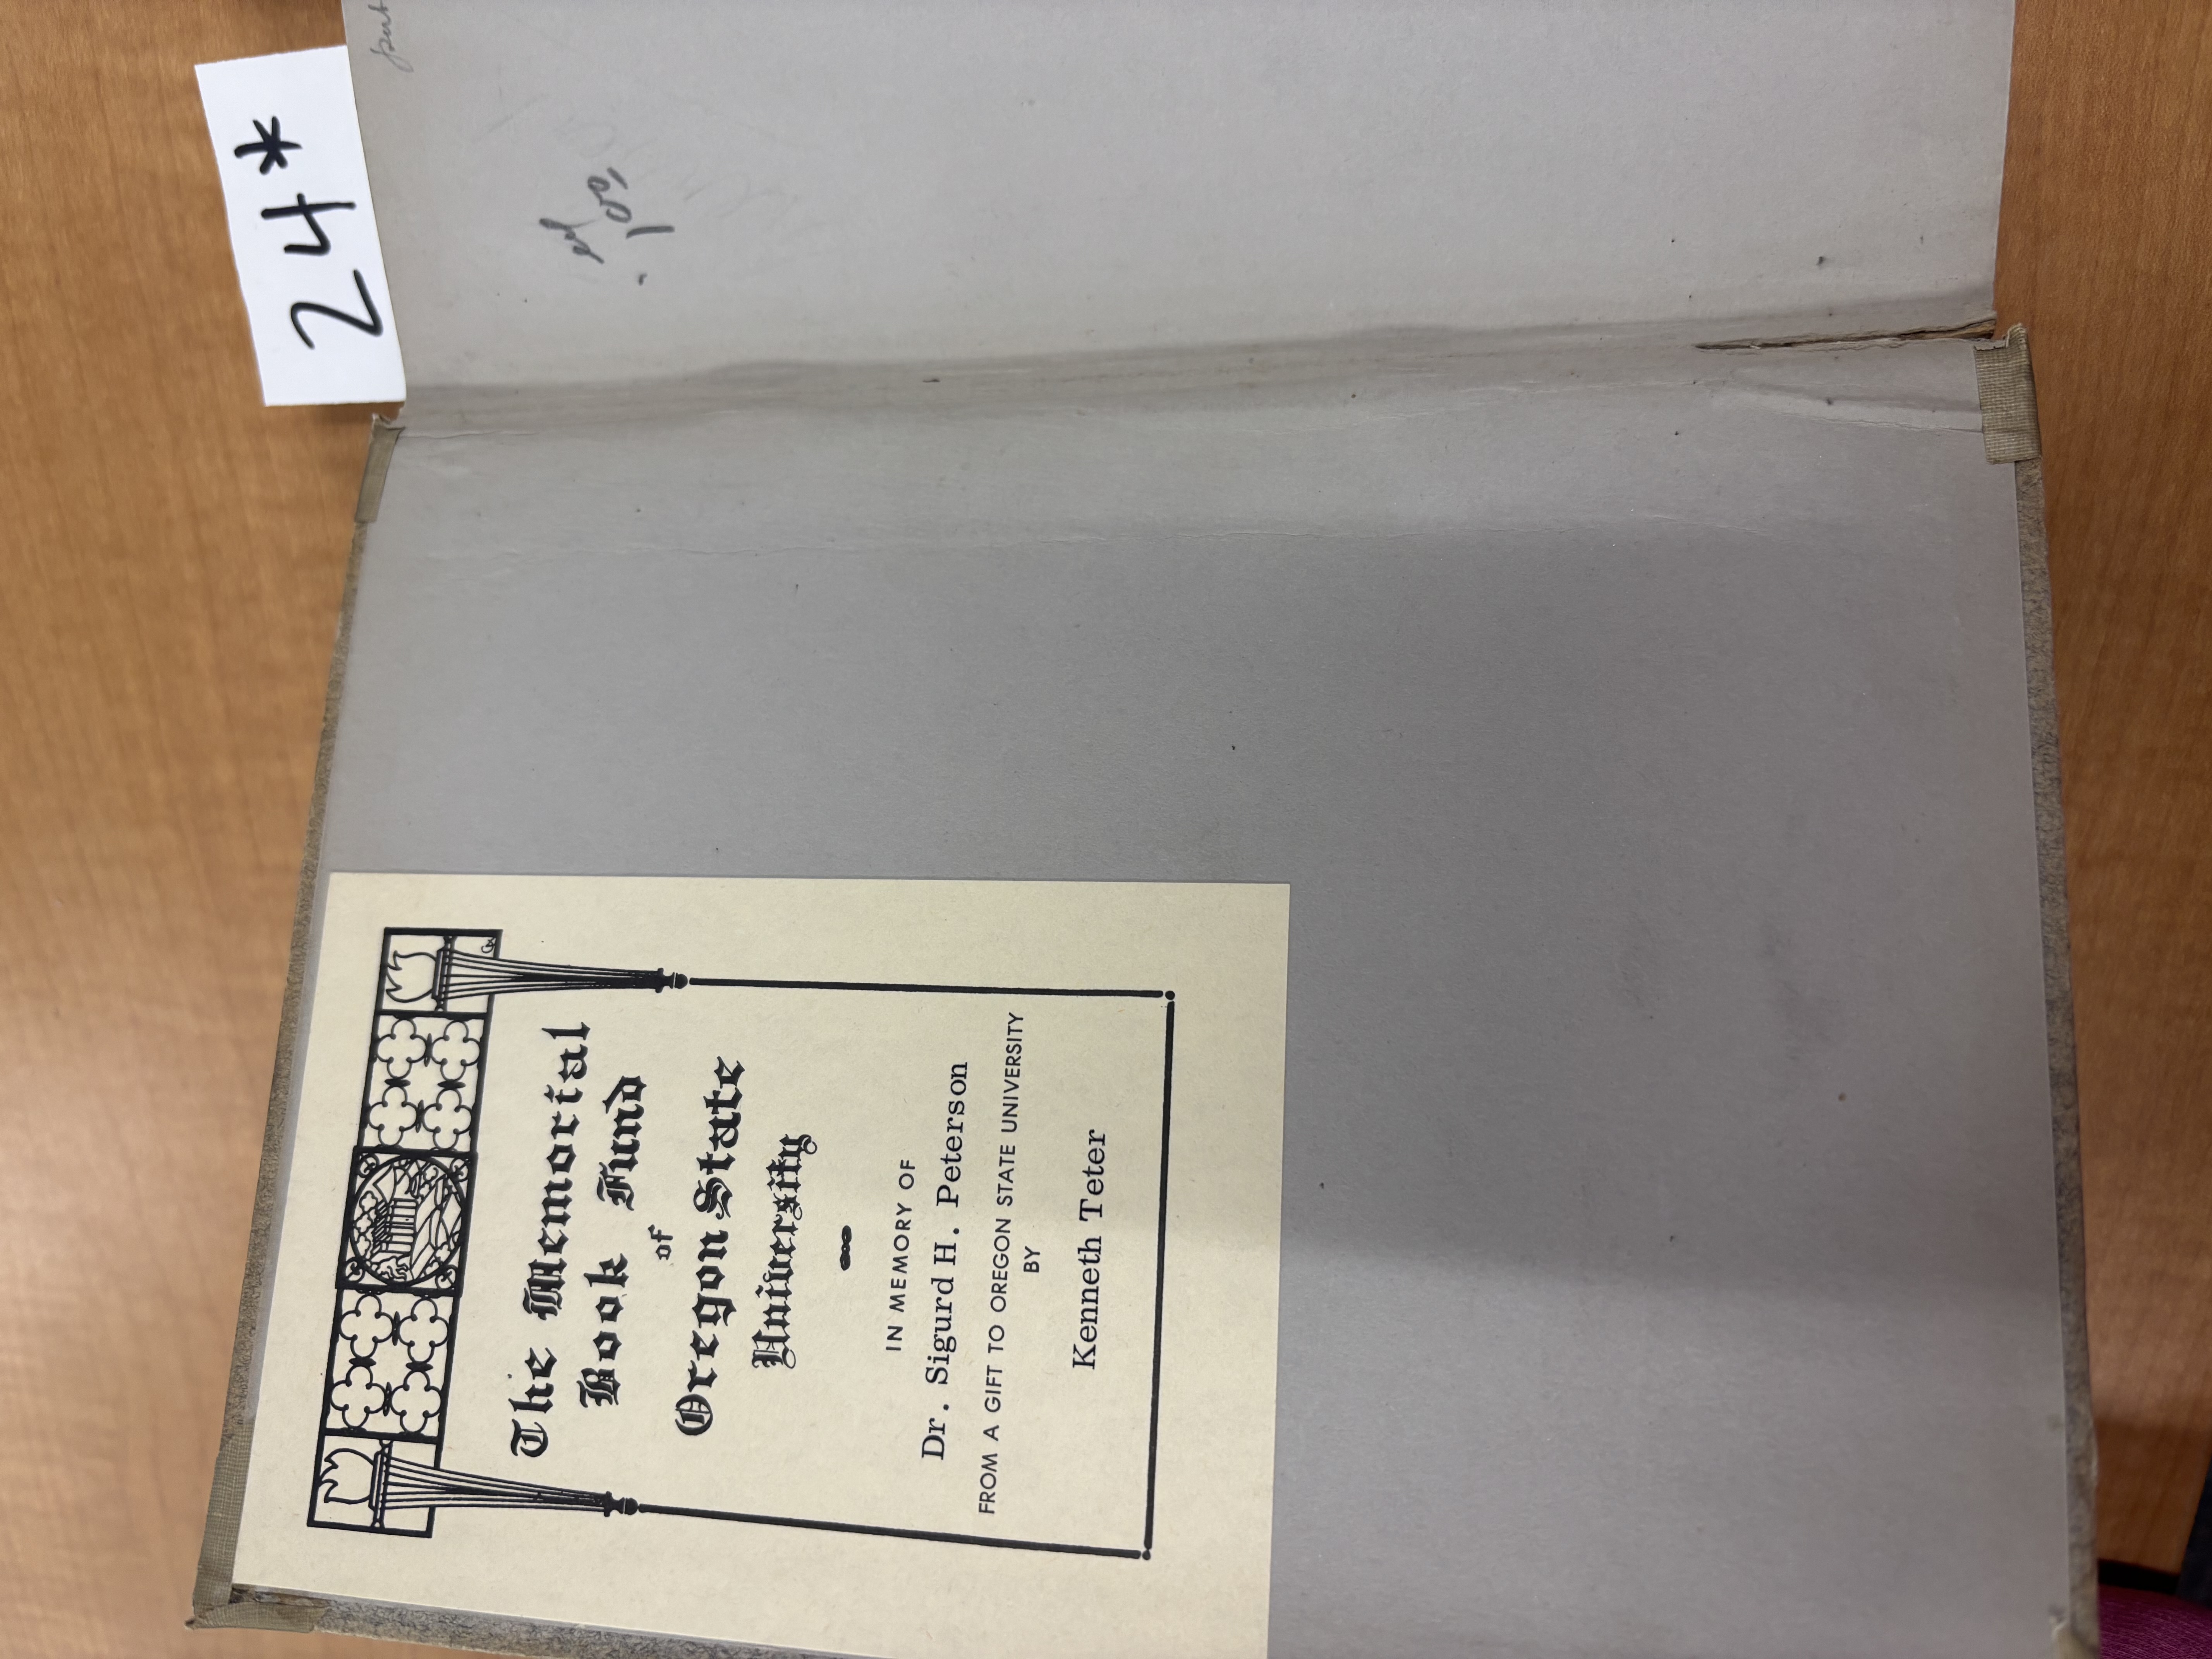 The Memorial
Book Fund
of
Oregon State
University
IN MEMORY OF
Dr. Sigurd H. Peterson
FROM A GIFT TO OREGON STATE UNIVERSITY
BY
Kenneth Teter
24*